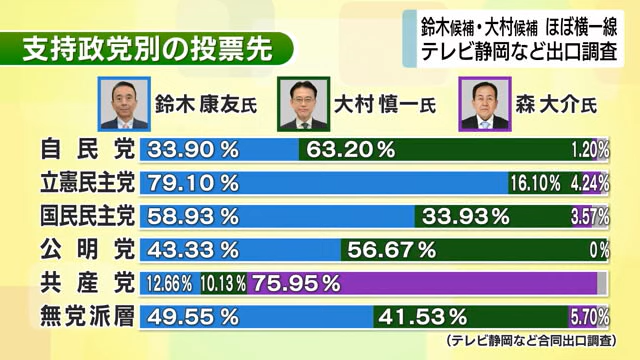 支持政党別の投票先
鈴木候補・大村候補 ほぼ横一線
テレビ静岡など出口調査
鈴木 康友氏 大村 慎一氏 森 大介氏
自民党 33.90% 63.20% 1.20%
立憲民主党 79.10% 16.10% 4.24%
国民民主党 58.93% 33.93% 3.57%
公明党 43.33% 56.67% 0%
共産党 12.66% 10.13% 75.95%
無党派層 49.55% 41.53% 5.70%
(テレビ静岡など合同出口調査)